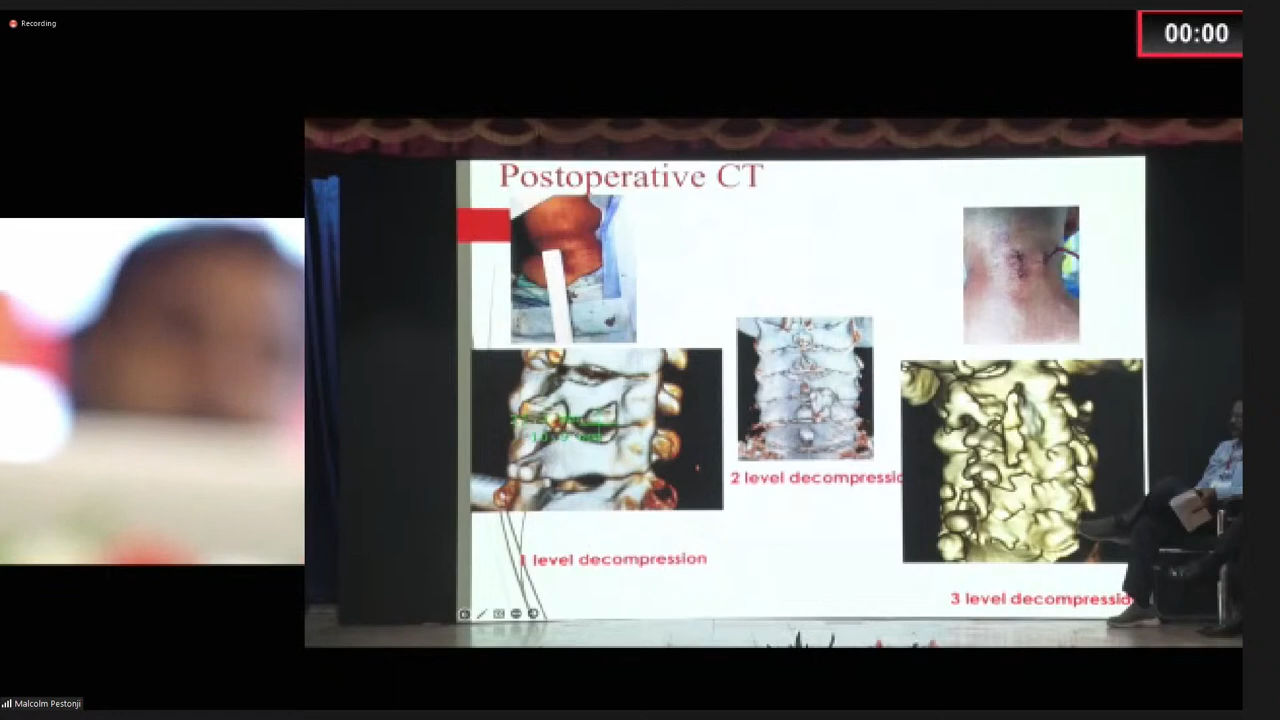 Recording
00:00
Postoperative CT
2 level decompressio
1 level decompression
3 level decompressio
Malcolm Pestonji